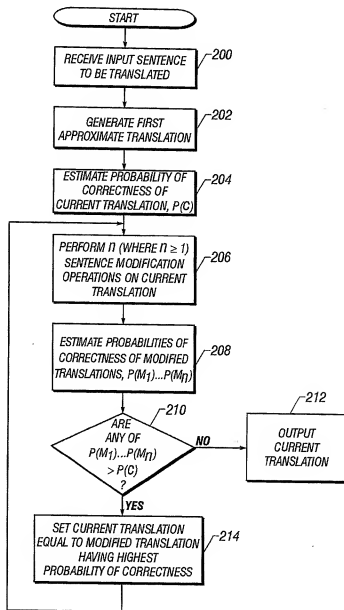 START
200
RECEIVE INPUT SENTENCE
TO BE TRANSLATED
202
GENERATE FIRST
APPROXIMATE TRANSLATION
204
ESTIMATE PROBABILITY OF
CORRECTNESS OF
CURRENT TRANSLATION, P(C)
206
PERFORM n (WHERE n ≥ 1)
SENTENCE MODIFICATION
OPERATIONS ON CURRENT
TRANSLATION
208
ESTIMATE PROBABILITIES OF
CORRECTNESS OF MODIFIED
TRANSLATIONS, P(M₁)...P(Mₙ)
210
ARE
ANY OF
P(M₁)...P(Mₙ)
> P(C)
?
NO
212
OUTPUT
CURRENT
TRANSLATION
YES
214
SET CURRENT TRANSLATION
EQUAL TO MODIFIED TRANSLATION
HAVING HIGHEST
PROBABILITY OF CORRECTNESS